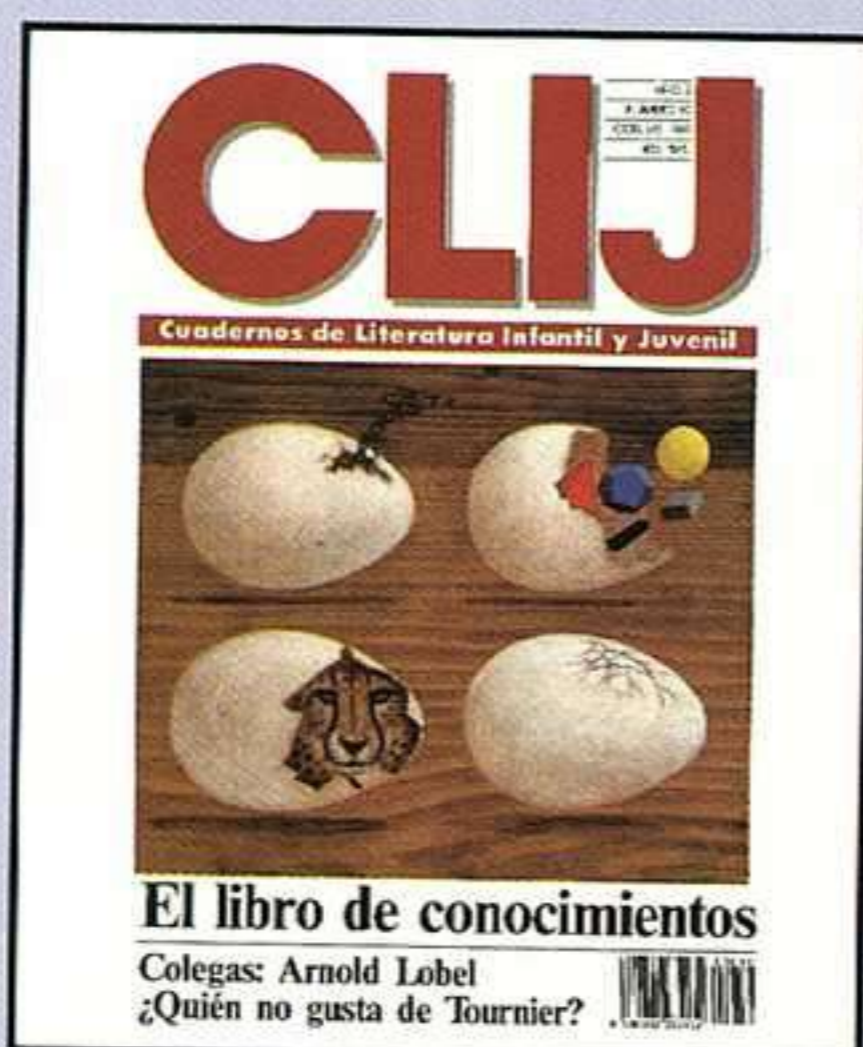 CLIJ
Cuadernos de Literatura Infantil y Juvenil
El libro de conocimientos
Colegas: Arnold Lobel
¿Quién no gusta de Tournier?